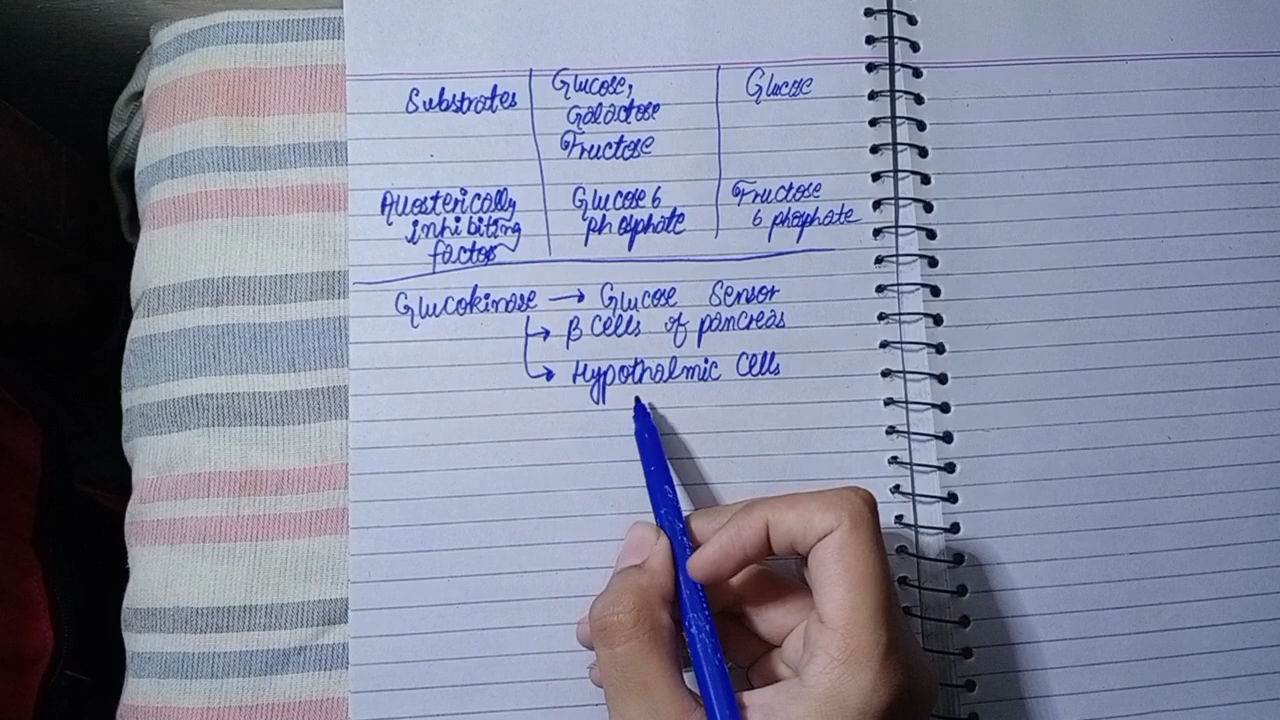 Substrates
Glucose,
Galactose
Fructose
Glucose
Allosterically
inhibiting
factors
Glucose 6
phosphate
Fructose
6 phosphate
Glucokinase → Glucose Sensor
→ β cells of pancreas
→ Hypothalmic cells